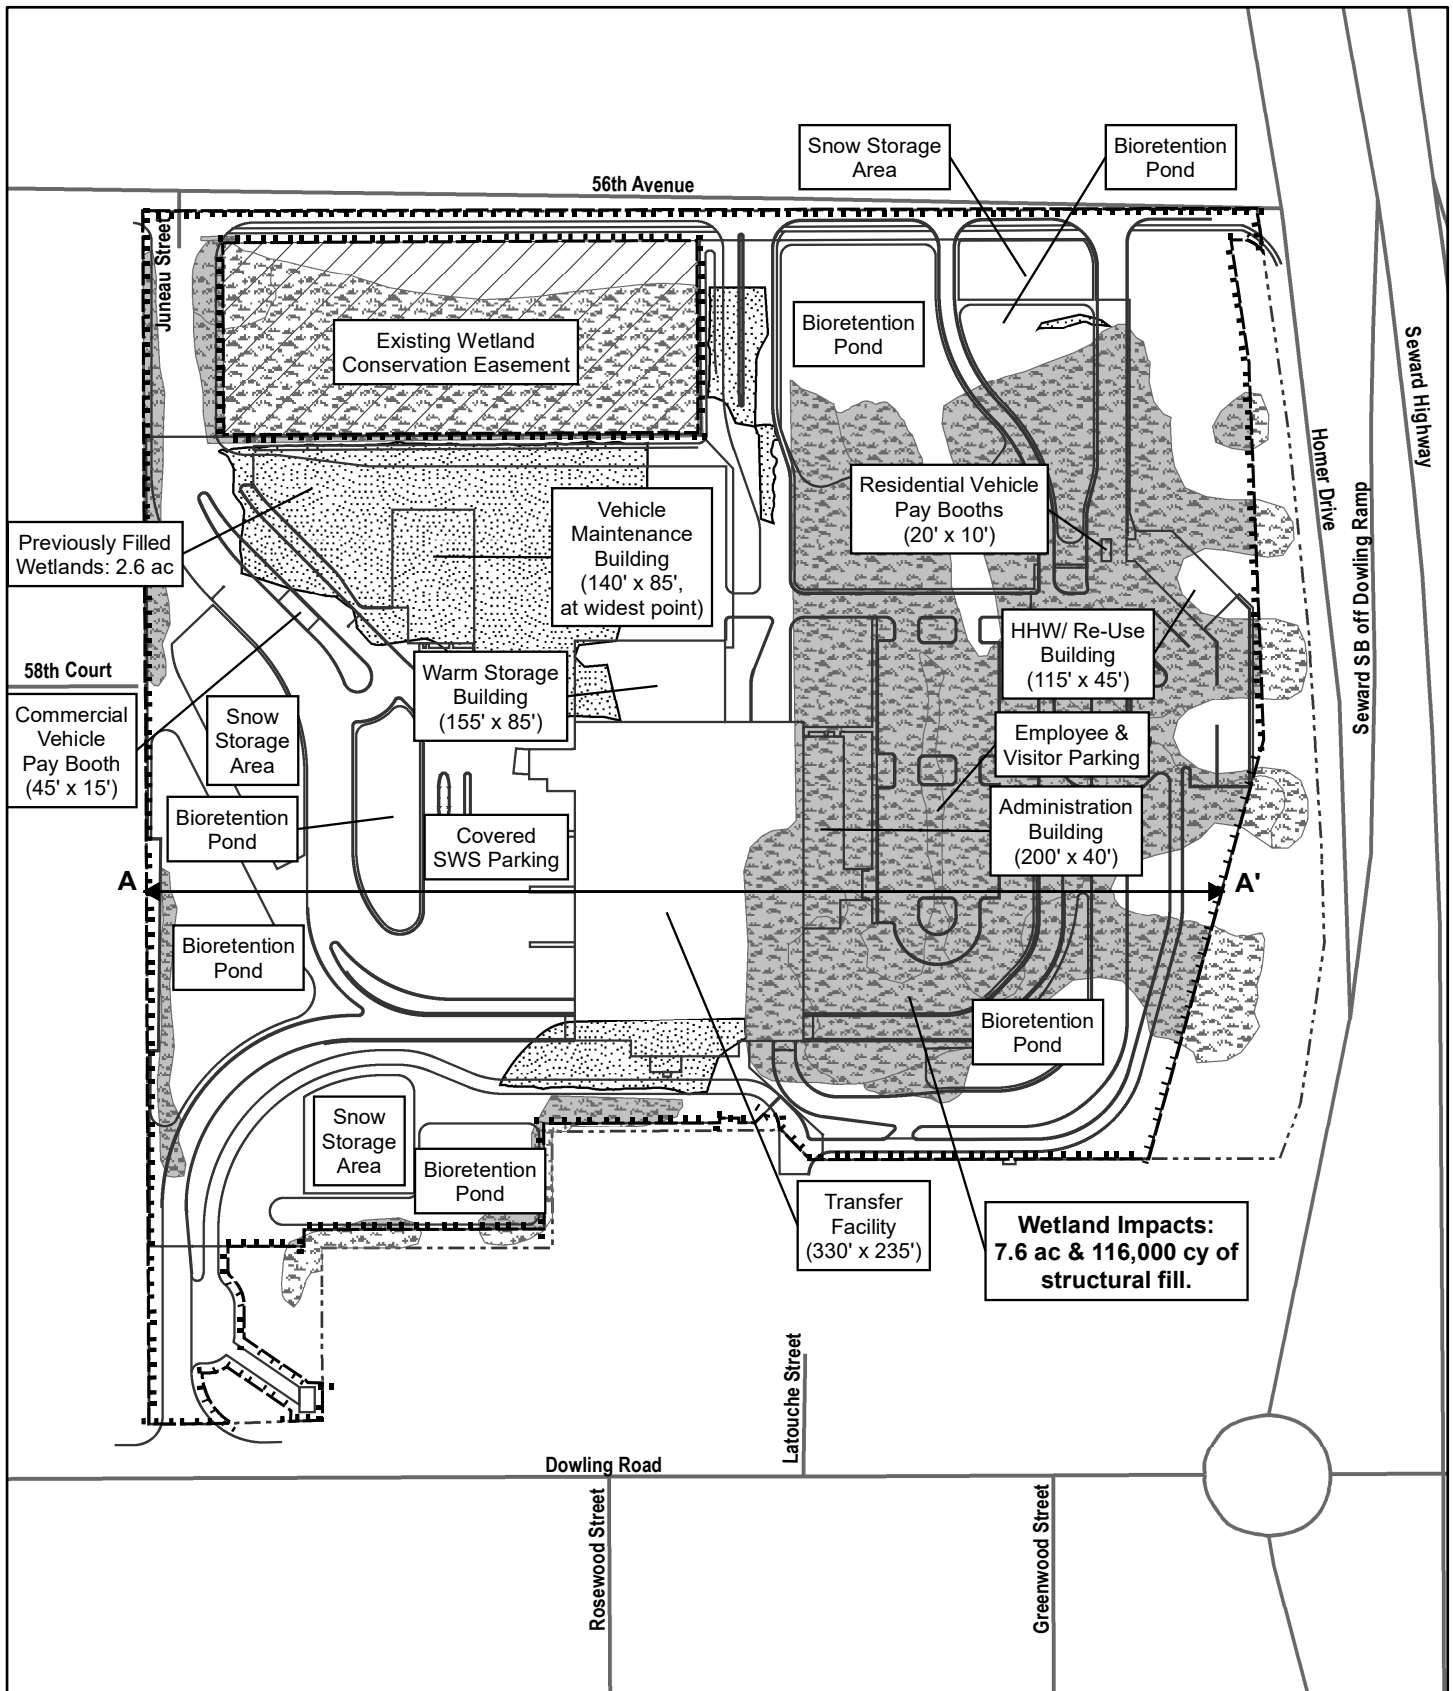 Snow Storage
Area
Bioretention
Pond
56th Avenue
Juneau Street
Existing Wetland
Conservation Easement
Bioretention
Pond
Seward Highway
Homer Drive
Seward SB off Dowling Ramp
Residential Vehicle
Pay Booths
(20' x 10')
Vehicle
Maintenance
Building
(140' x 85',
at widest point)
Previously Filled
Wetlands: 2.6 ac
HHW/ Re-Use
Building
(115' x 45')
58th Court
Warm Storage
Building
(155' x 85')
Commercial
Vehicle
Pay Booth
(45' x 15')
Snow
Storage
Area
Employee &
Visitor Parking
Bioretention
Pond
Covered
SWS Parking
Administration
Building
(200' x 40')
A
A'
Bioretention
Pond
Bioretention
Pond
Snow
Storage
Area
Bioretention
Pond
Transfer
Facility
(330' x 235')
Wetland Impacts:
7.6 ac & 116,000 cy of
structural fill.
Latouche Street
Dowling Road
Rosewood Street
Greenwood Street